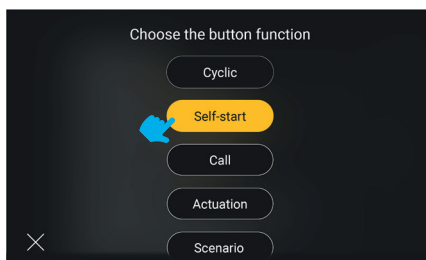 Choose the button function
Cyclic
Self-start
Call
Actuation
Scenario